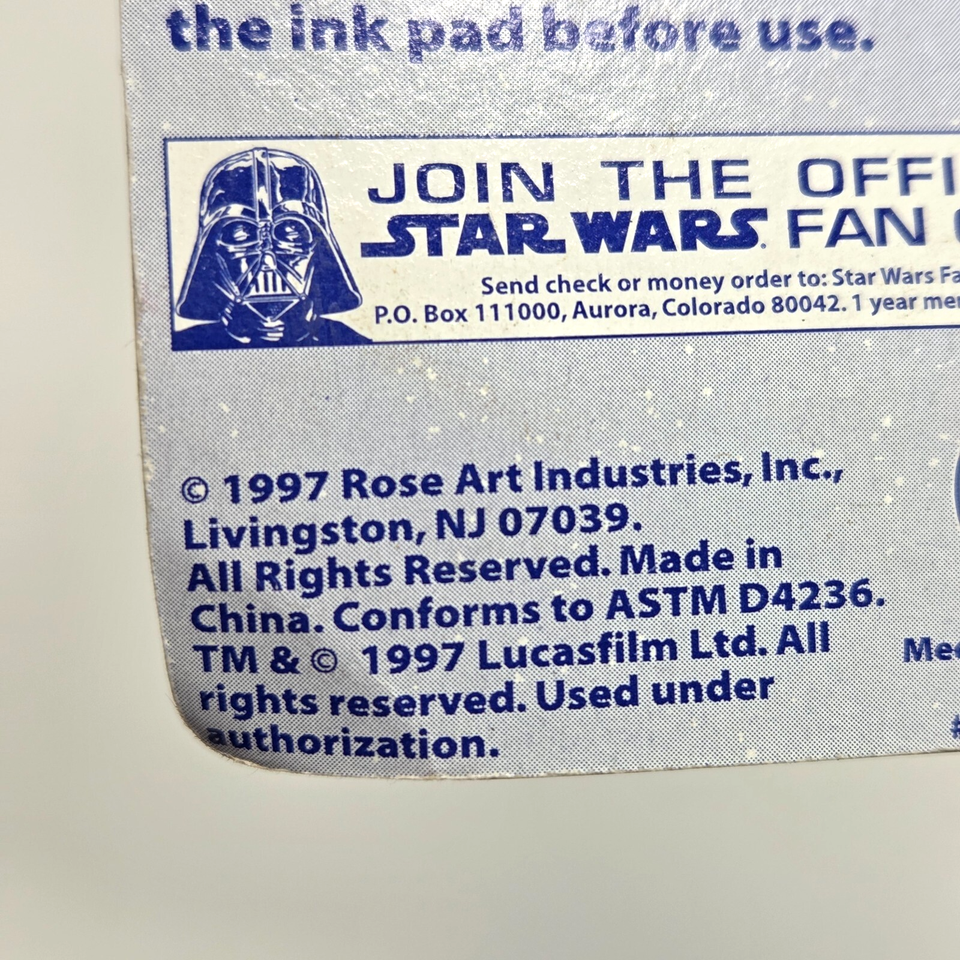 the ink pad before use.
JOIN THE OFFI
STAR WARS. FAN
Send check or money order to: Star Wars Fa
P.O. Box 111000, Aurora, Colorado 80042. 1 year mem
© 1997 Rose Art Industries, Inc.,
Livingston, NJ 07039.
All Rights Reserved. Made in
China. Conforms to ASTM D4236.
TM & © 1997 Lucasfilm Ltd. All
rights reserved. Used under
authorization.
Mee
#